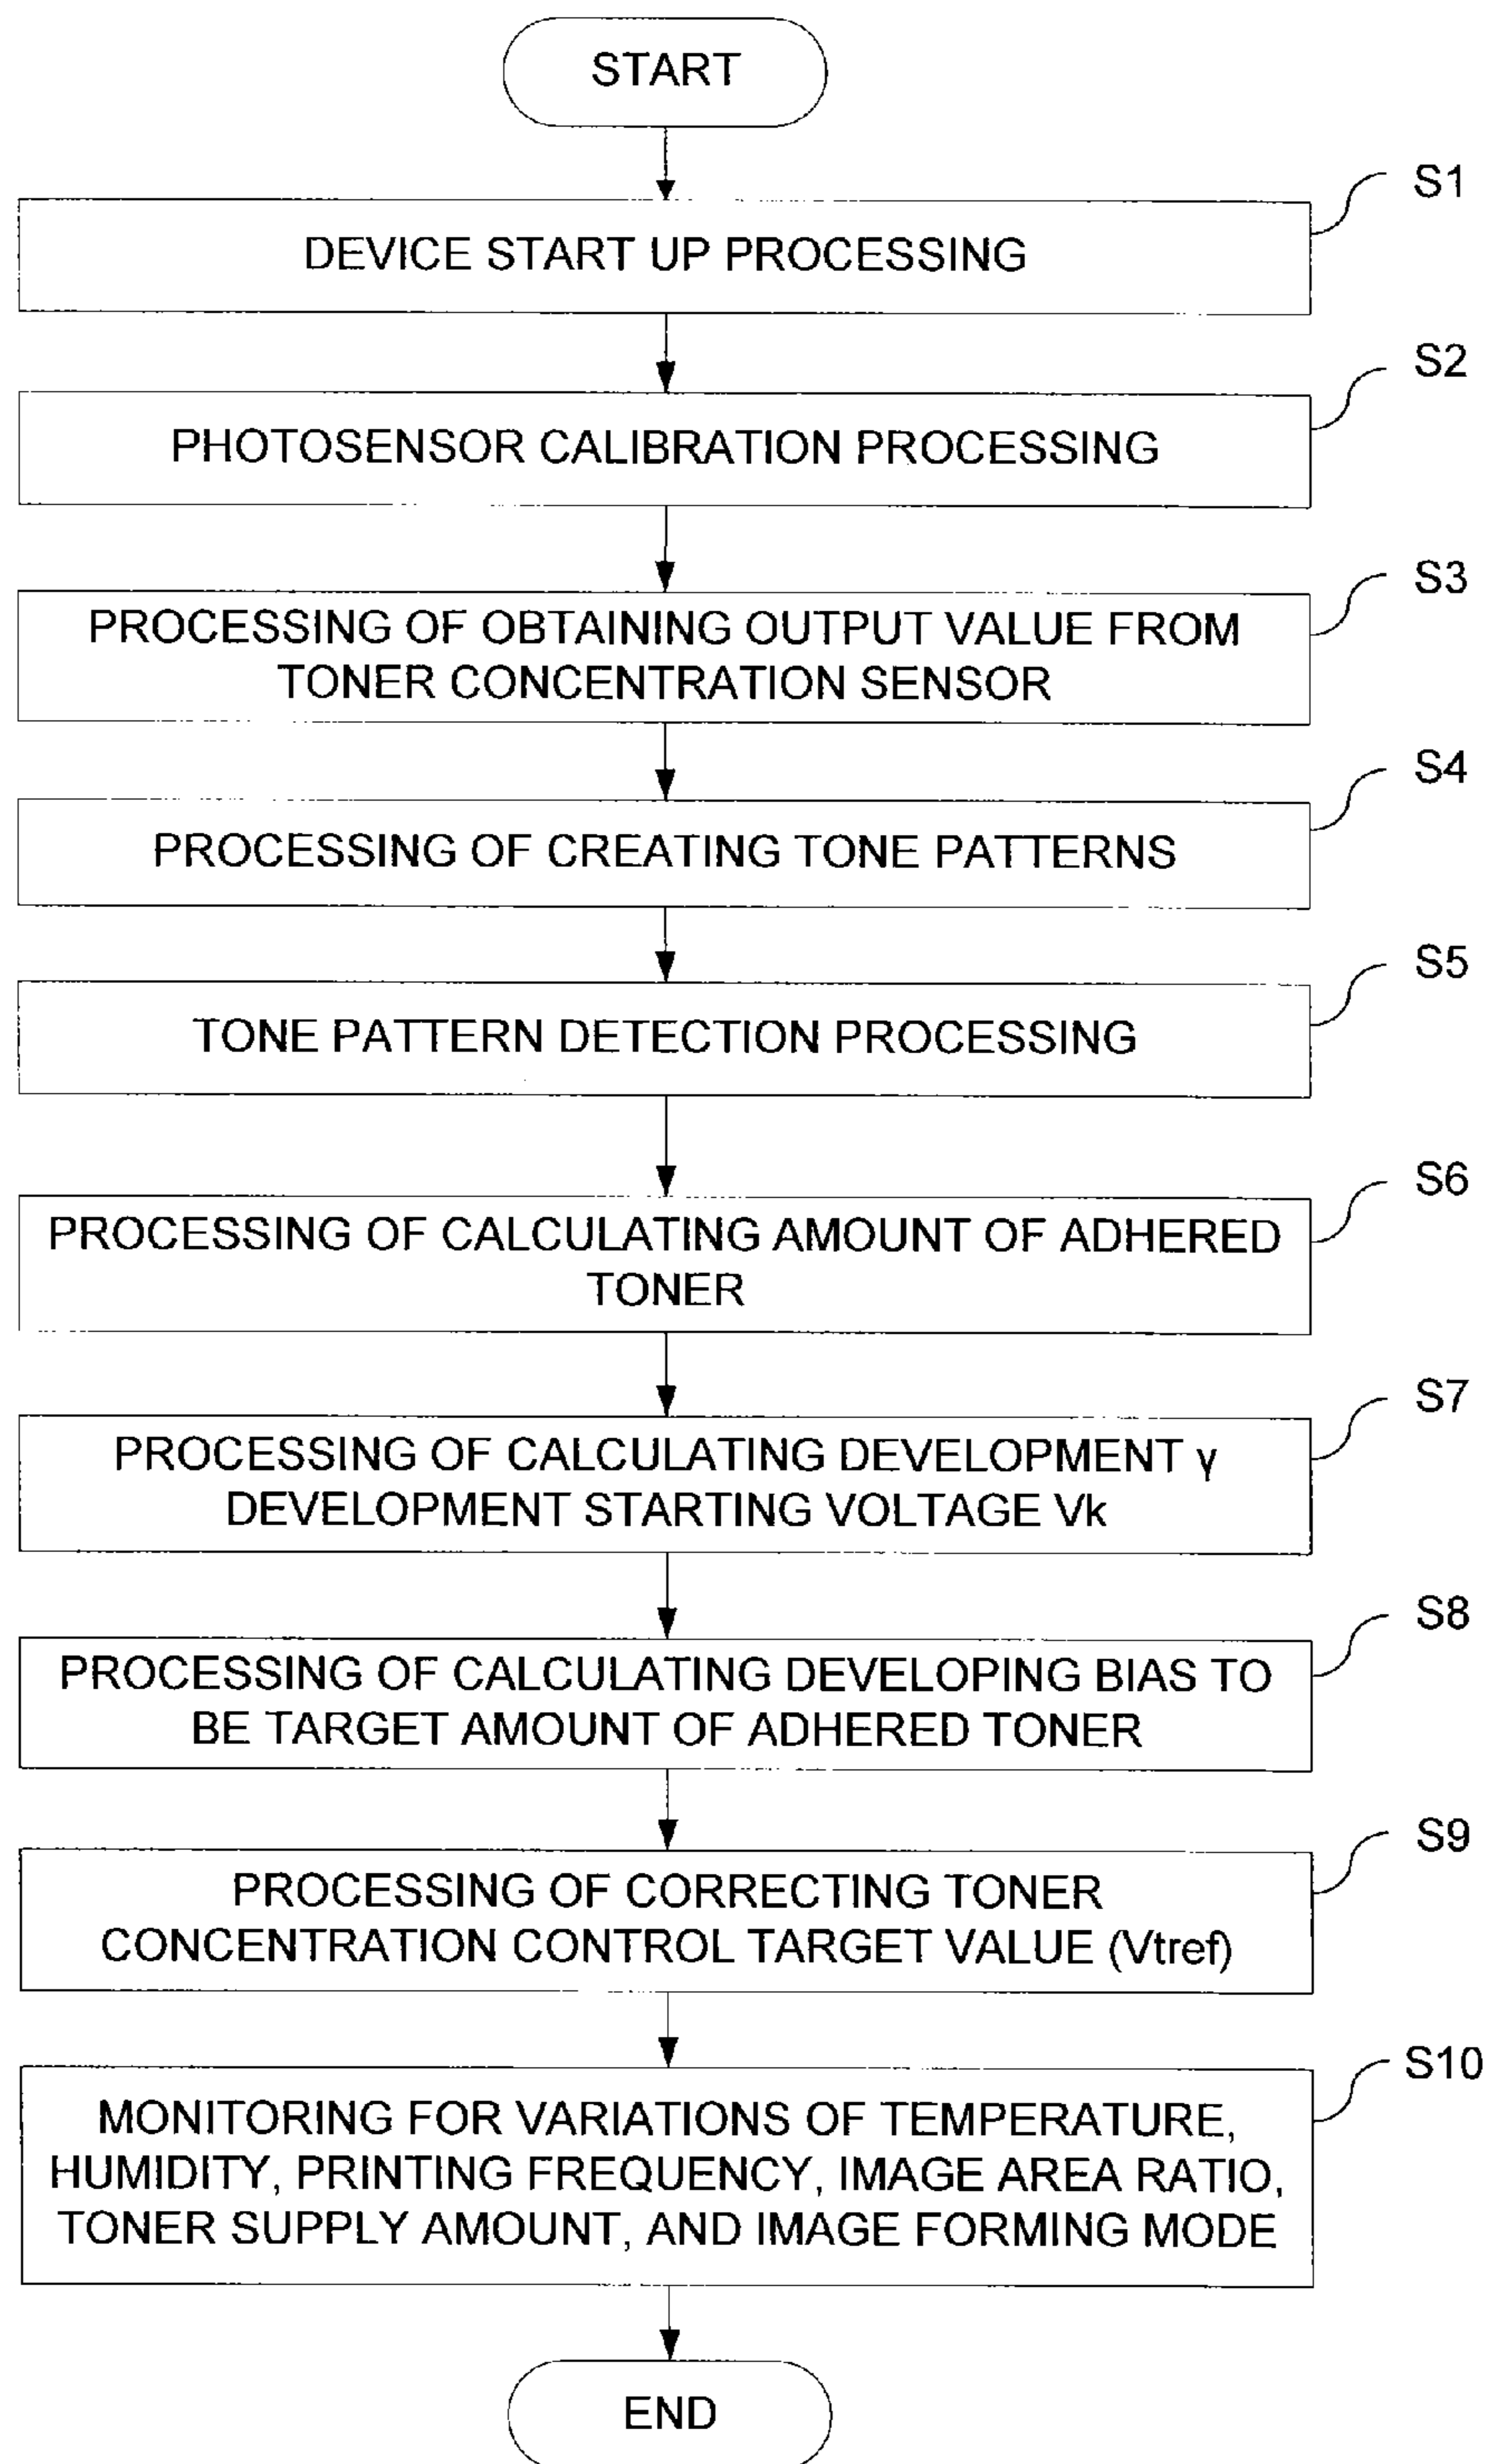 START
S1
DEVICE START UP PROCESSING
S2
PHOTOSENSOR CALIBRATION PROCESSING
S3
PROCESSING OF OBTAINING OUTPUT VALUE FROM
TONER CONCENTRATION SENSOR
S4
PROCESSING OF CREATING TONE PATTERNS
S5
TONE PATTERN DETECTION PROCESSING
S6
PROCESSING OF CALCULATING AMOUNT OF ADHERED
TONER
S7
PROCESSING OF CALCULATING DEVELOPMENT γ
DEVELOPMENT STARTING VOLTAGE Vk
S8
PROCESSING OF CALCULATING DEVELOPING BIAS TO
BE TARGET AMOUNT OF ADHERED TONER
S9
PROCESSING OF CORRECTING TONER
CONCENTRATION CONTROL TARGET VALUE (Vtref)
S10
MONITORING FOR VARIATIONS OF TEMPERATURE,
HUMIDITY, PRINTING FREQUENCY, IMAGE AREA RATIO,
TONER SUPPLY AMOUNT, AND IMAGE FORMING MODE
END